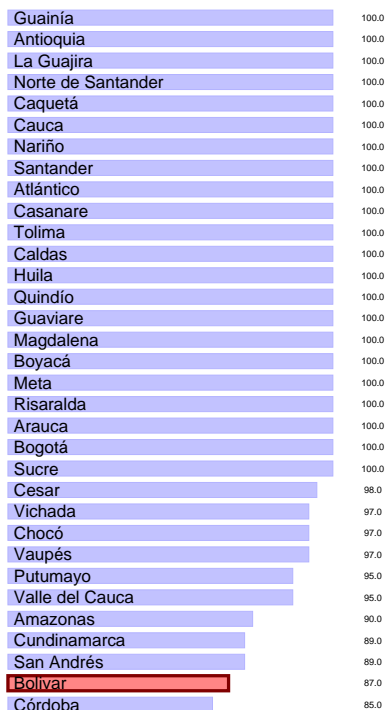 Guainía 100.0
Antioquia 100.0
La Guajira 100.0
Norte de Santander 100.0
Caquetá 100.0
Cauca 100.0
Nariño 100.0
Santander 100.0
Atlántico 100.0
Casanare 100.0
Tolima 100.0
Caldas 100.0
Huila 100.0
Quindío 100.0
Guaviare 100.0
Magdalena 100.0
Boyacá 100.0
Meta 100.0
Risaralda 100.0
Arauca 100.0
Bogotá 100.0
Sucre 100.0
Cesar 98.0
Vichada 97.0
Chocó 97.0
Vaupés 97.0
Putumayo 95.0
Valle del Cauca 95.0
Amazonas 90.0
Cundinamarca 89.0
San Andrés 89.0
Bolivar 87.0
Córdoba 85.0